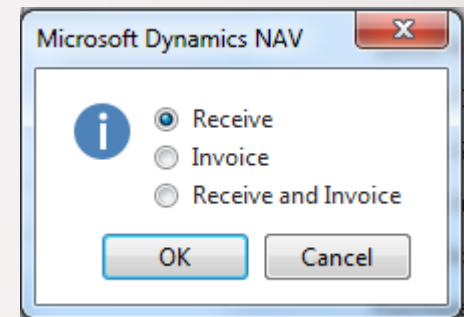 Microsoft Dynamics NAV
Receive
Invoice
Receive and Invoice
OK Cancel